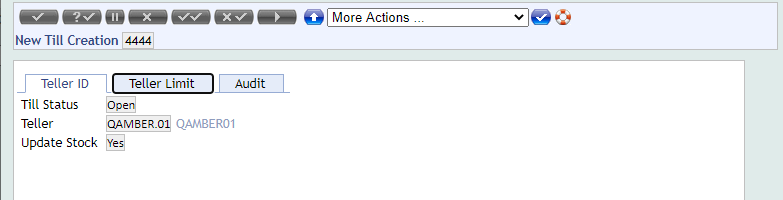 More Actions ...
New Till Creation 4444
Teller ID Teller Limit Audit
Till Status Open
Teller QAMBER.01 QAMBER01
Update Stock Yes